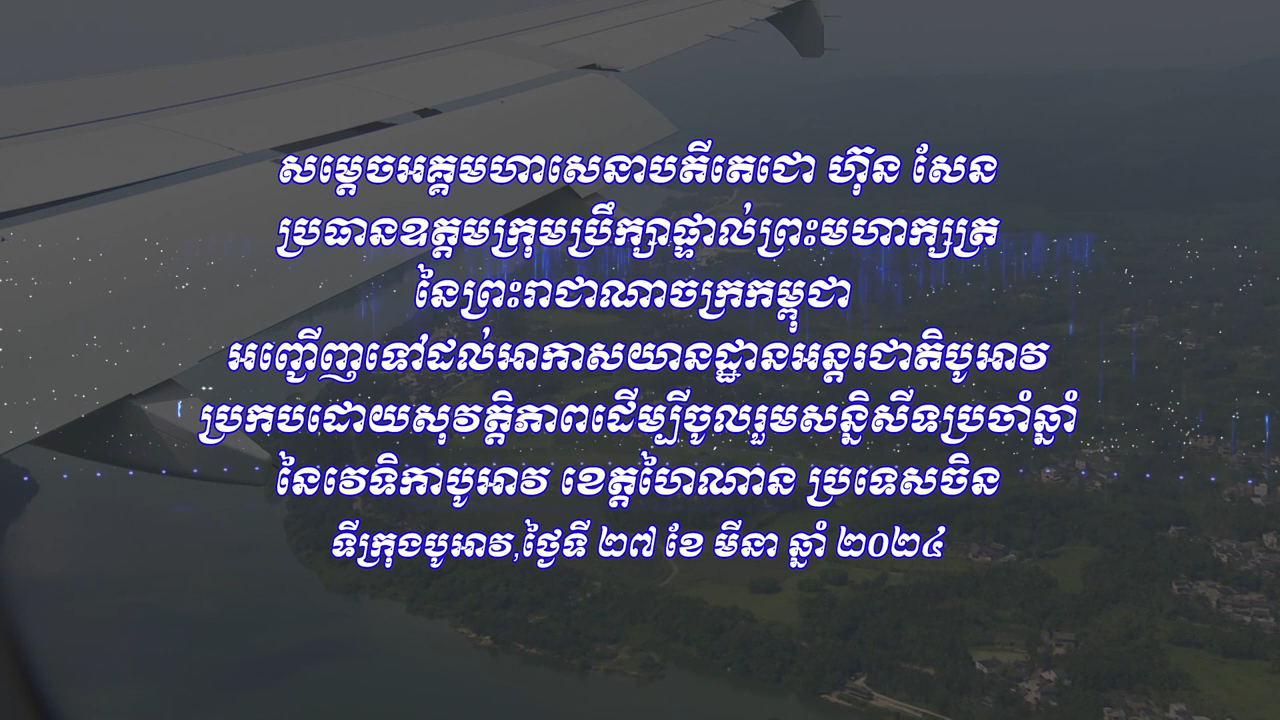 សម្តេចអគ្គមហាសេនាបតីតេជោ ហ៊ុន សែន
ប្រធានឧត្តមក្រុមប្រឹក្សាផ្ទាល់ព្រះមហាក្សត្រ
នៃព្រះរាជាណាចក្រកម្ពុជា
អញ្ជើញទៅដល់អាកាសយានដ្ឋានអន្តរជាតិបូអាវ
ប្រកបដោយសុវត្តិភាពដើម្បីចូលរួមសន្និសីទប្រចាំឆ្នាំ
នៃវេទិកាបូអាវ ខេត្តហៃណាន ប្រទេសចិន
ទីក្រុងបូអាវ,ថ្ងៃទី ២៧ ខែ មីនា ឆ្នាំ ២០២៤